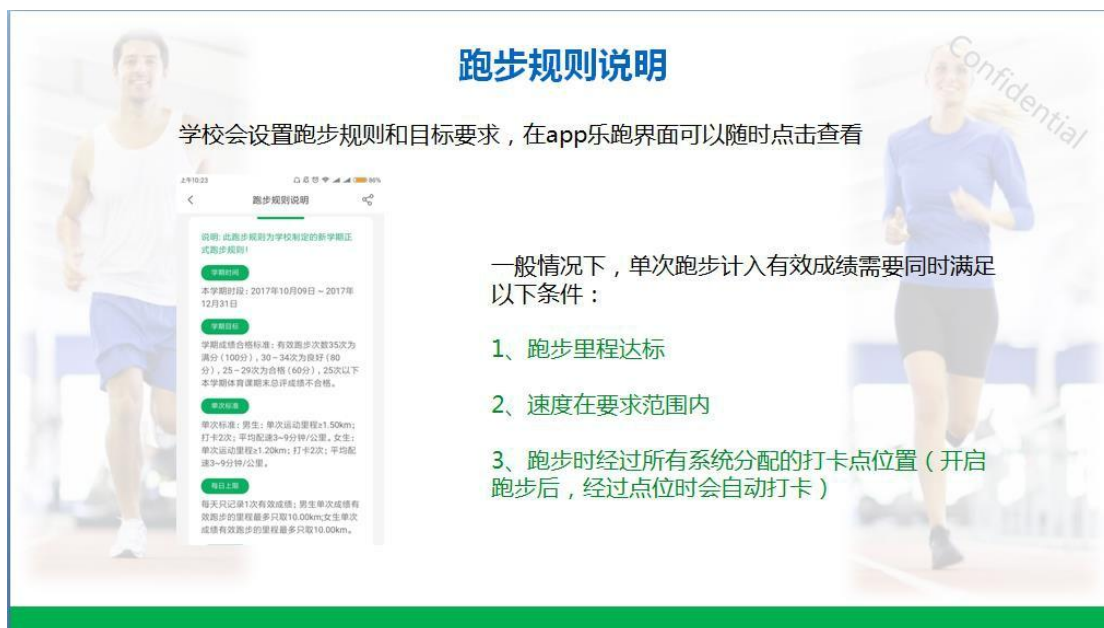 跑步规则说明
Confidential
学校会设置跑步规则和目标要求，在app乐跑界面可以随时点击查看
上午10:23
86%
跑步规则说明
说明: 此跑步规则为学校制定的新学期正
式跑步规则!
学期时间
本学期时段: 2017年10月09日 ~ 2017年
12月31日
学期目标
学期成绩合格标准: 有效跑步次数35次为
满分 (100分) , 30~34次为良好 (80
分) , 25~29次为合格 (60分) , 25次以下
本学期体育课期末总评成绩不合格。
单次标准
单次标准: 男生: 单次运动里程≥1.50km;
打卡2次; 平均配速3~9分钟/公里。女生:
单次运动里程≥1.20km; 打卡2次; 平均配
速3~9分钟/公里。
每日上限
每天只记录1次有效成绩; 男生单次成绩有
效跑步的里程最多只取10.00km;女生单次
成绩有效跑步的里程最多只取10.00km。
一般情况下，单次跑步计入有效成绩需要同时满足
以下条件：
1、跑步里程达标
2、速度在要求范围内
3、跑步时经过所有系统分配的打卡点位置（开启
跑步后，经过点位时会自动打卡）